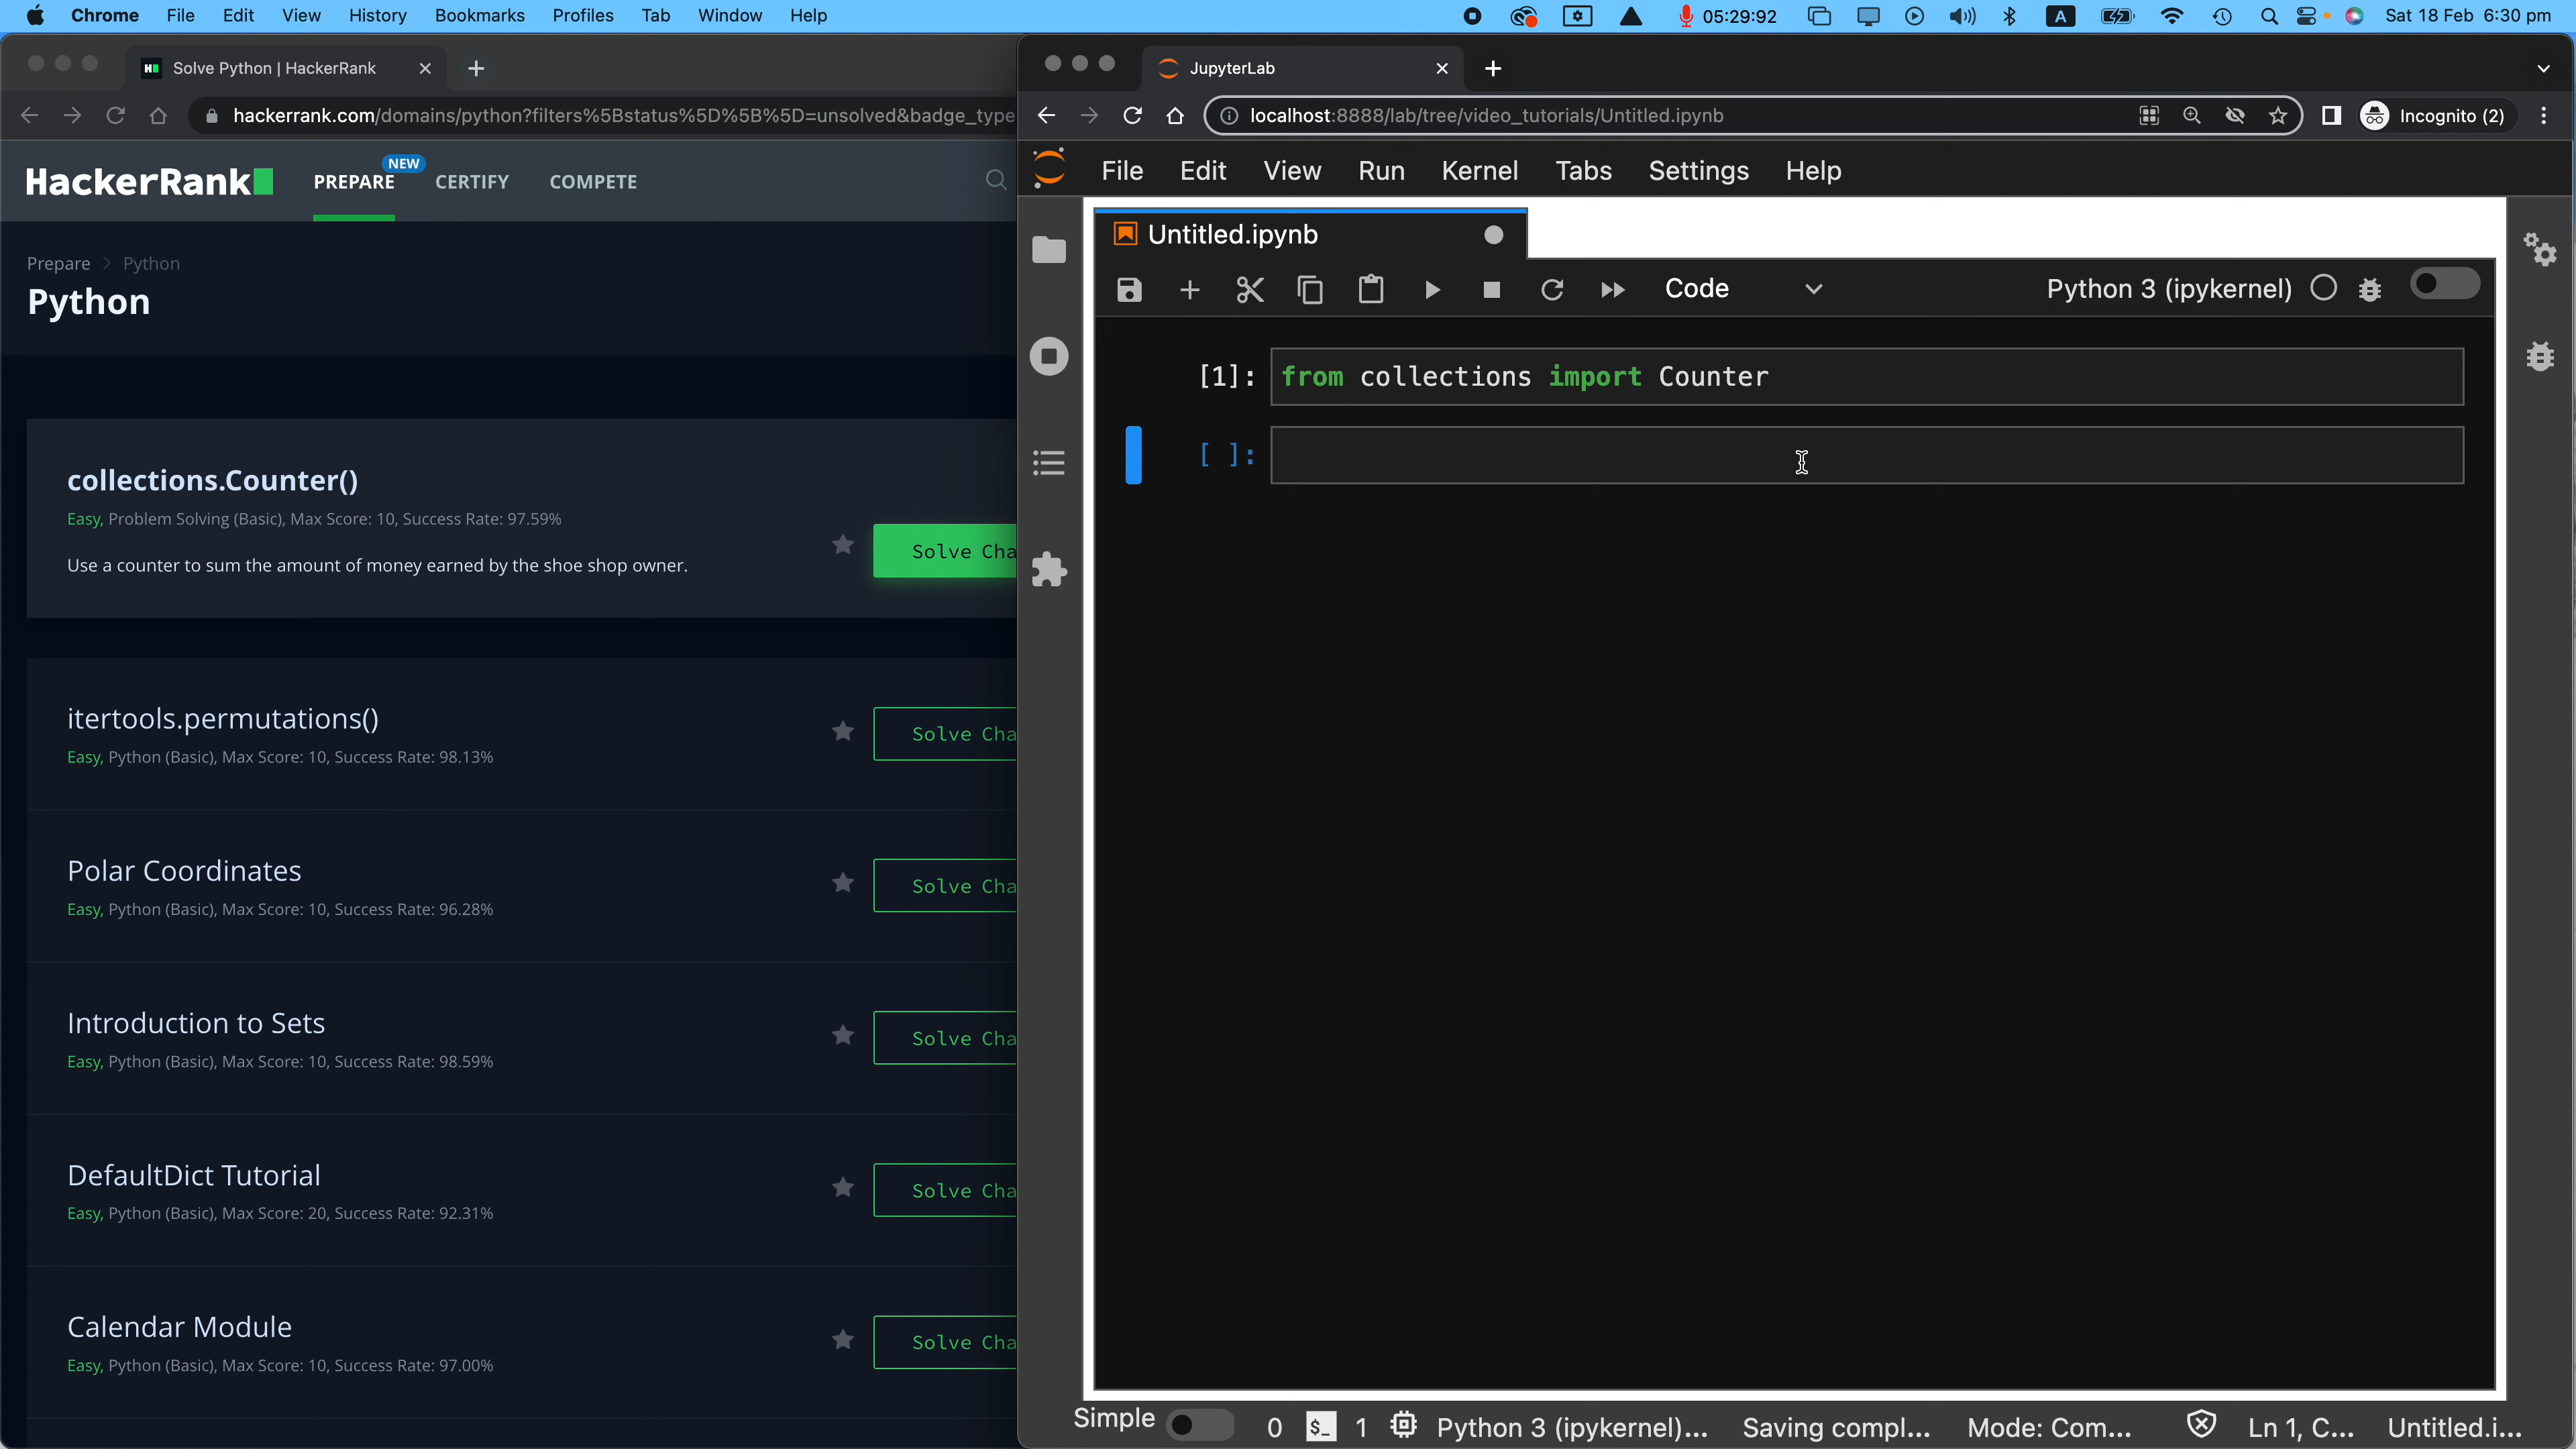 Chrome File Edit View History Bookmarks Profiles Tab Window Help
05:29:92 A Sat 18 Feb 6:30 pm
Solve Python | HackerRank
hackerrank.com/domains/python?filters%5Bstatus%5D%5B%5D=unsolved&badge_type
HackerRank PREPARE NEW CERTIFY COMPETE
Prepare > Python
Python
collections.Counter()
Easy, Problem Solving (Basic), Max Score: 10, Success Rate: 97.59%
Use a counter to sum the amount of money earned by the shoe shop owner.
Solve Cha
itertools.permutations()
Easy, Python (Basic), Max Score: 10, Success Rate: 98.13%
Solve Cha
Polar Coordinates
Easy, Python (Basic), Max Score: 10, Success Rate: 96.28%
Solve Cha
Introduction to Sets
Easy, Python (Basic), Max Score: 10, Success Rate: 98.59%
Solve Cha
DefaultDict Tutorial
Easy, Python (Basic), Max Score: 20, Success Rate: 92.31%
Solve Cha
Calendar Module
Easy, Python (Basic), Max Score: 10, Success Rate: 97.00%
Solve Cha
JupyterLab
localhost:8888/lab/tree/video_tutorials/Untitled.ipynb
Incognito (2)
File Edit View Run Kernel Tabs Settings Help
Untitled.ipynb
Code Python 3 (ipykernel)
[1]: from collections import Counter
[ ]:
Simple 0 $_ 1 Python 3 (ipykernel)... Saving compl... Mode: Com... Ln 1, C... Untitled.i...